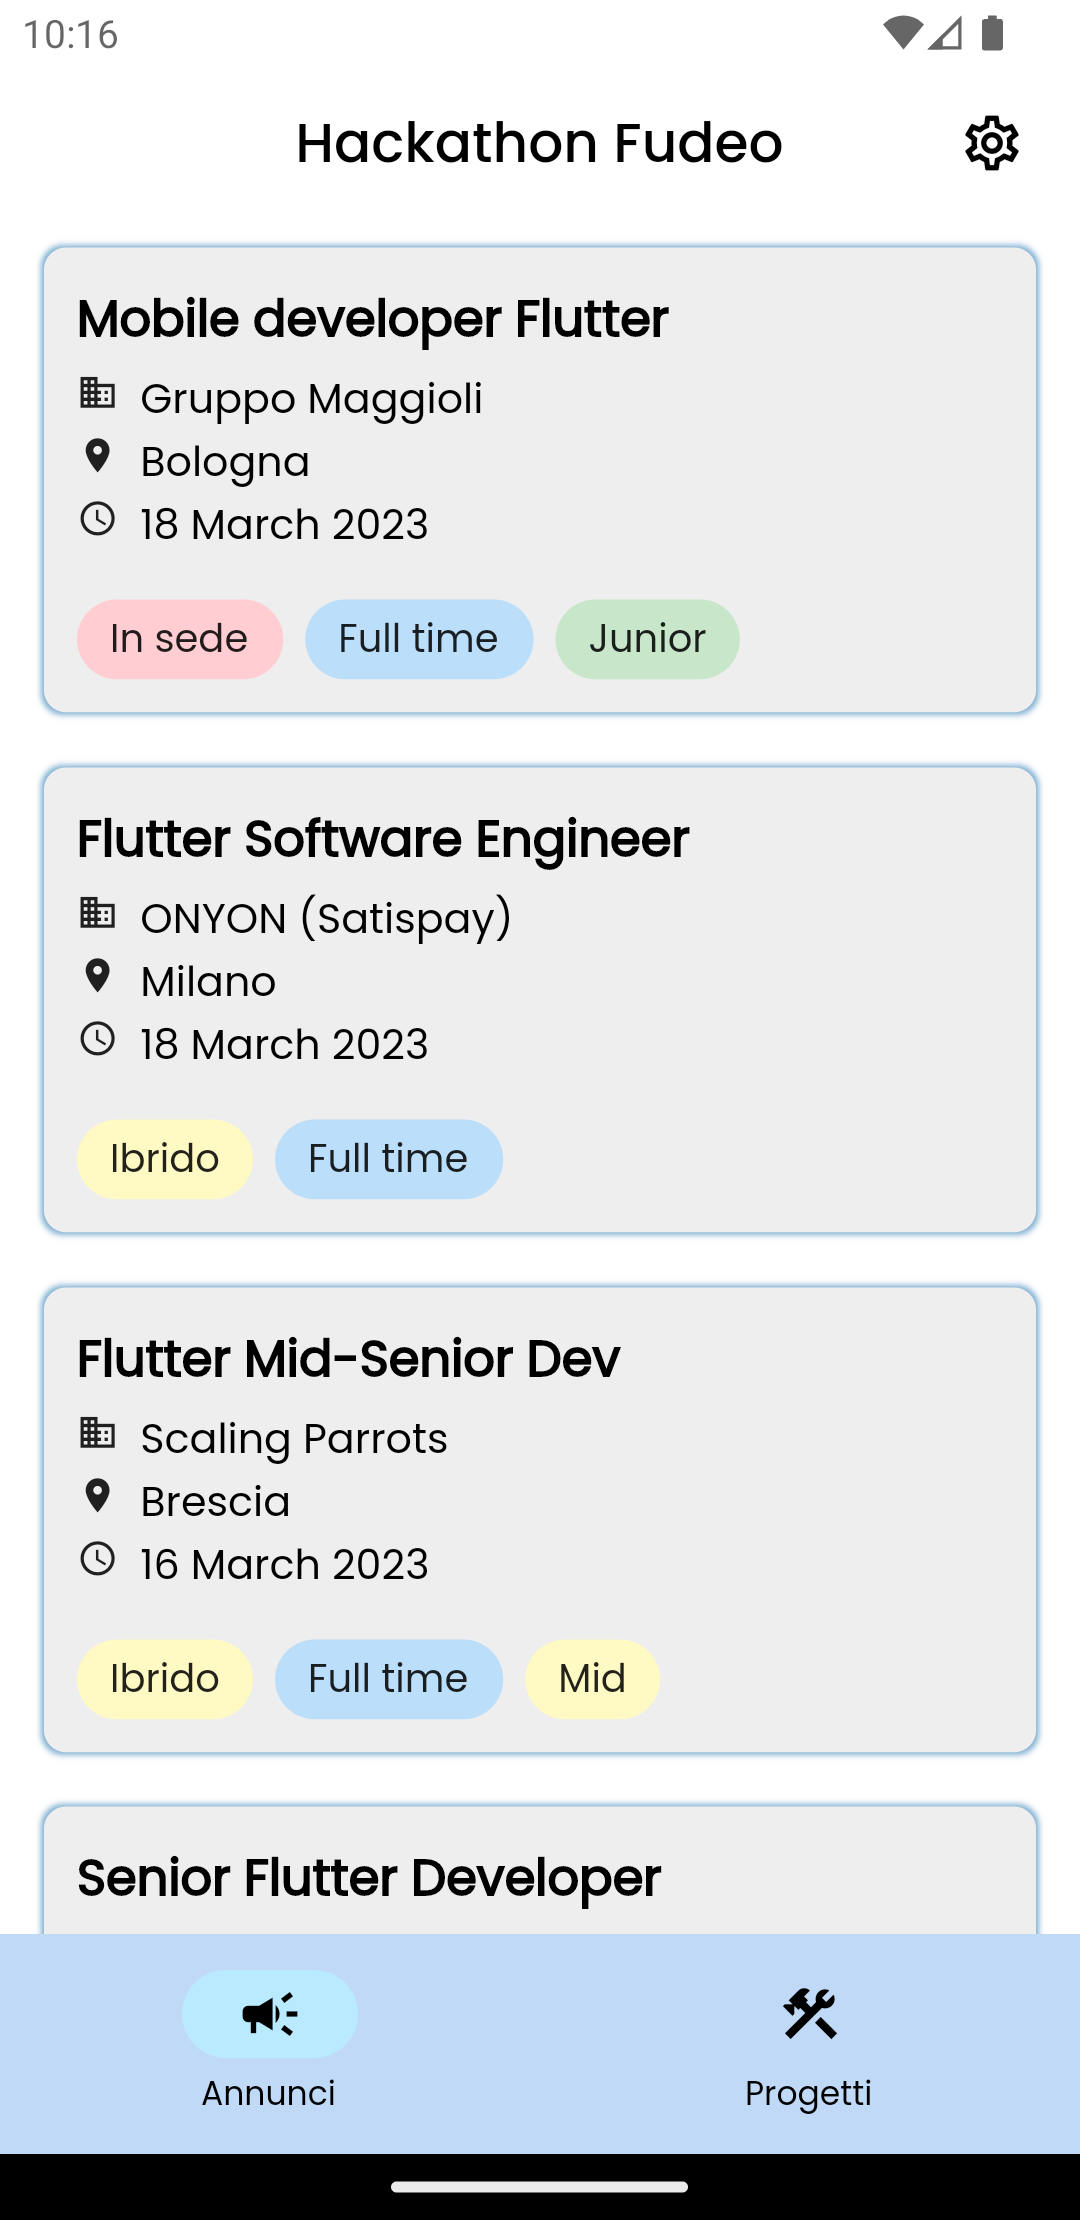 10:16
Hackathon Fudeo
Mobile developer Flutter
Gruppo Maggioli
Bologna
18 March 2023
In sede Full time Junior
Flutter Software Engineer
ONYON (Satispay)
Milano
18 March 2023
Ibrido Full time
Flutter Mid-Senior Dev
Scaling Parrots
Brescia
16 March 2023
Ibrido Full time Mid
Senior Flutter Developer
Annunci Progetti